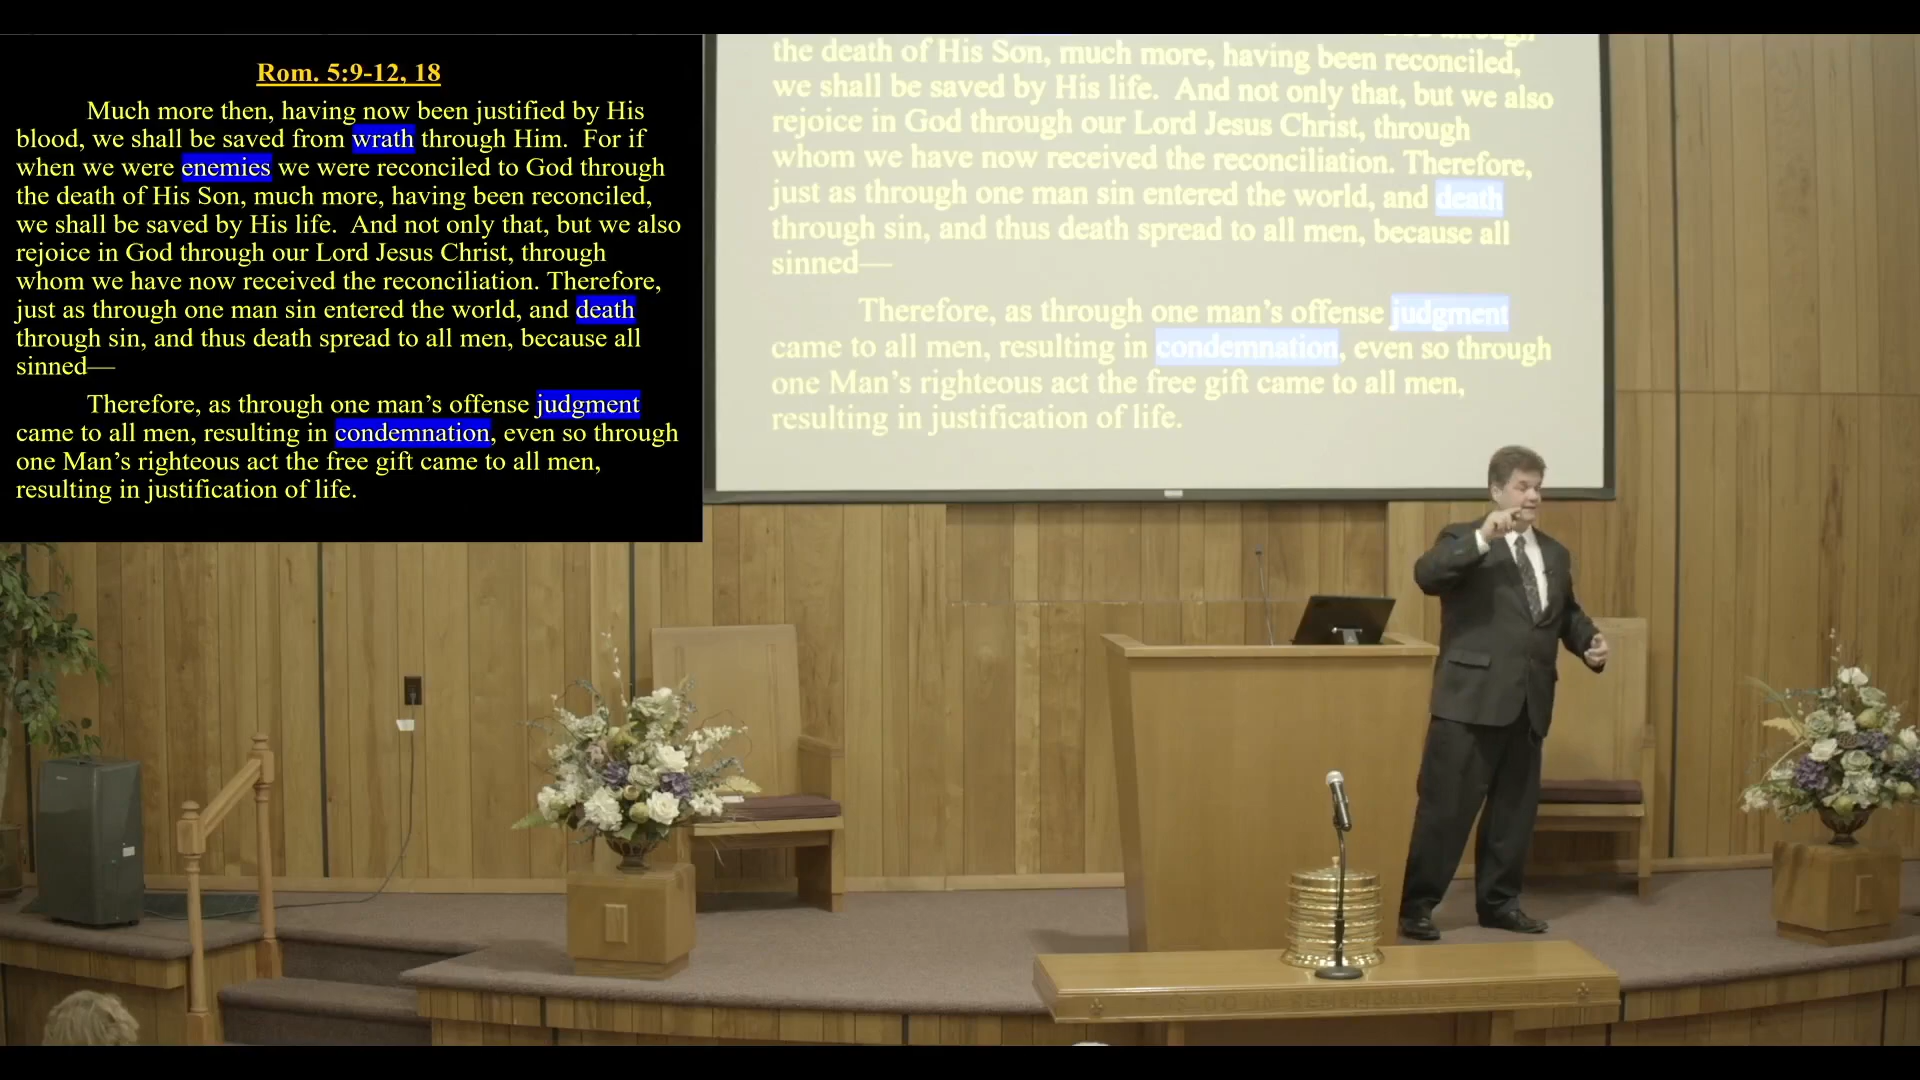 Rom. 5:9-12, 18
Much more then, having now been justified by His
blood, we shall be saved from wrath through Him.  For if
when we were enemies we were reconciled to God through
the death of His Son, much more, having been reconciled,
we shall be saved by His life.  And not only that, but we also
rejoice in God through our Lord Jesus Christ, through
whom we have now received the reconciliation. Therefore,
just as through one man sin entered the world, and death
through sin, and thus death spread to all men, because all
sinned—
Therefore, as through one man’s offense judgment
came to all men, resulting in condemnation, even so through
one Man’s righteous act the free gift came to all men,
resulting in justification of life.
the death of His Son, much more, having been reconciled,
we shall be saved by His life.  And not only that, but we also
rejoice in God through our Lord Jesus Christ, through
whom we have now received the reconciliation. Therefore,
just as through one man sin entered the world, and death
through sin, and thus death spread to all men, because all
sinned—
Therefore, as through one man’s offense judgment
came to all men, resulting in condemnation, even so through
one Man’s righteous act the free gift came to all men,
resulting in justification of life.
DO IN REMEMBRANCE OF ME